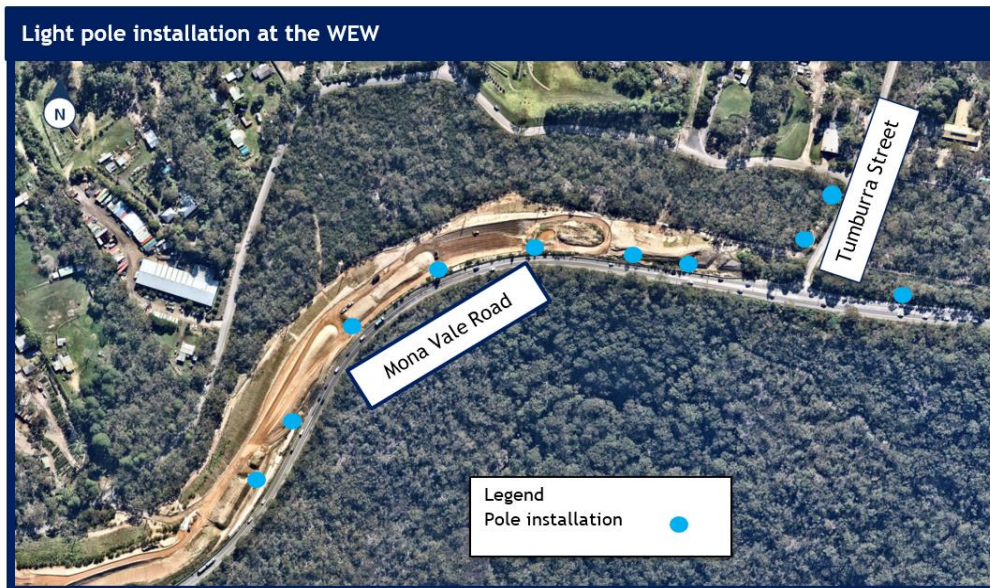 Light pole installation at the WEW
N
Tumburra Street
Mona Vale Road
Legend
Pole installation